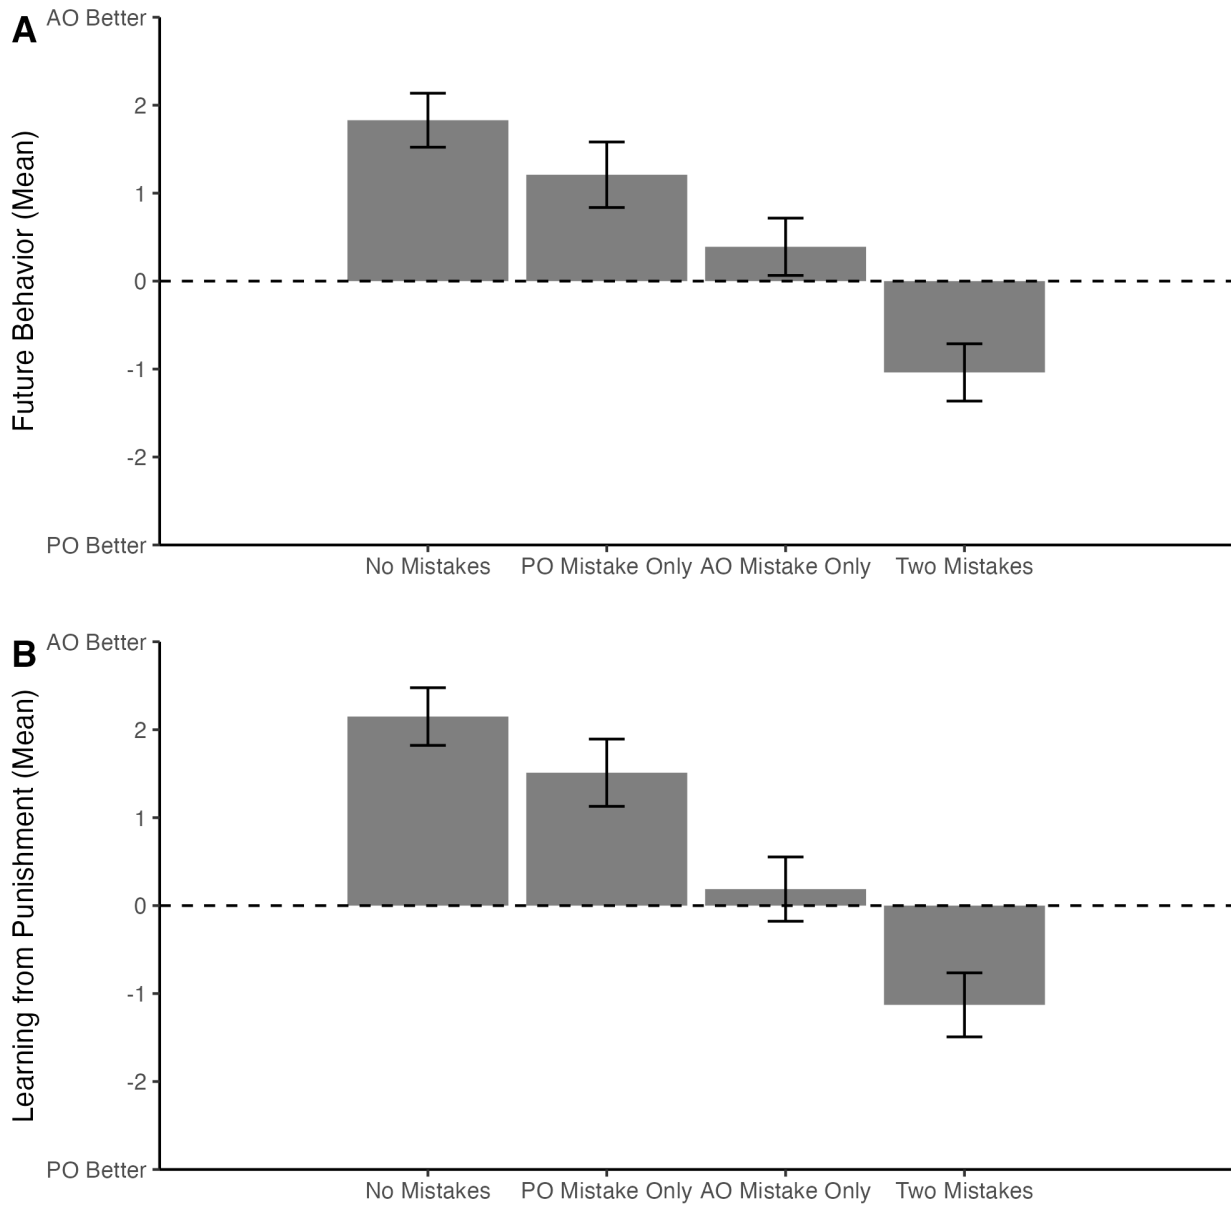 A
AO Better
Future Behavior (Mean)
2
1
0
-1
-2
PO Better
No Mistakes PO Mistake Only AO Mistake Only Two Mistakes
B
AO Better
Learning from Punishment (Mean)
2
1
0
-1
-2
PO Better
No Mistakes PO Mistake Only AO Mistake Only Two Mistakes